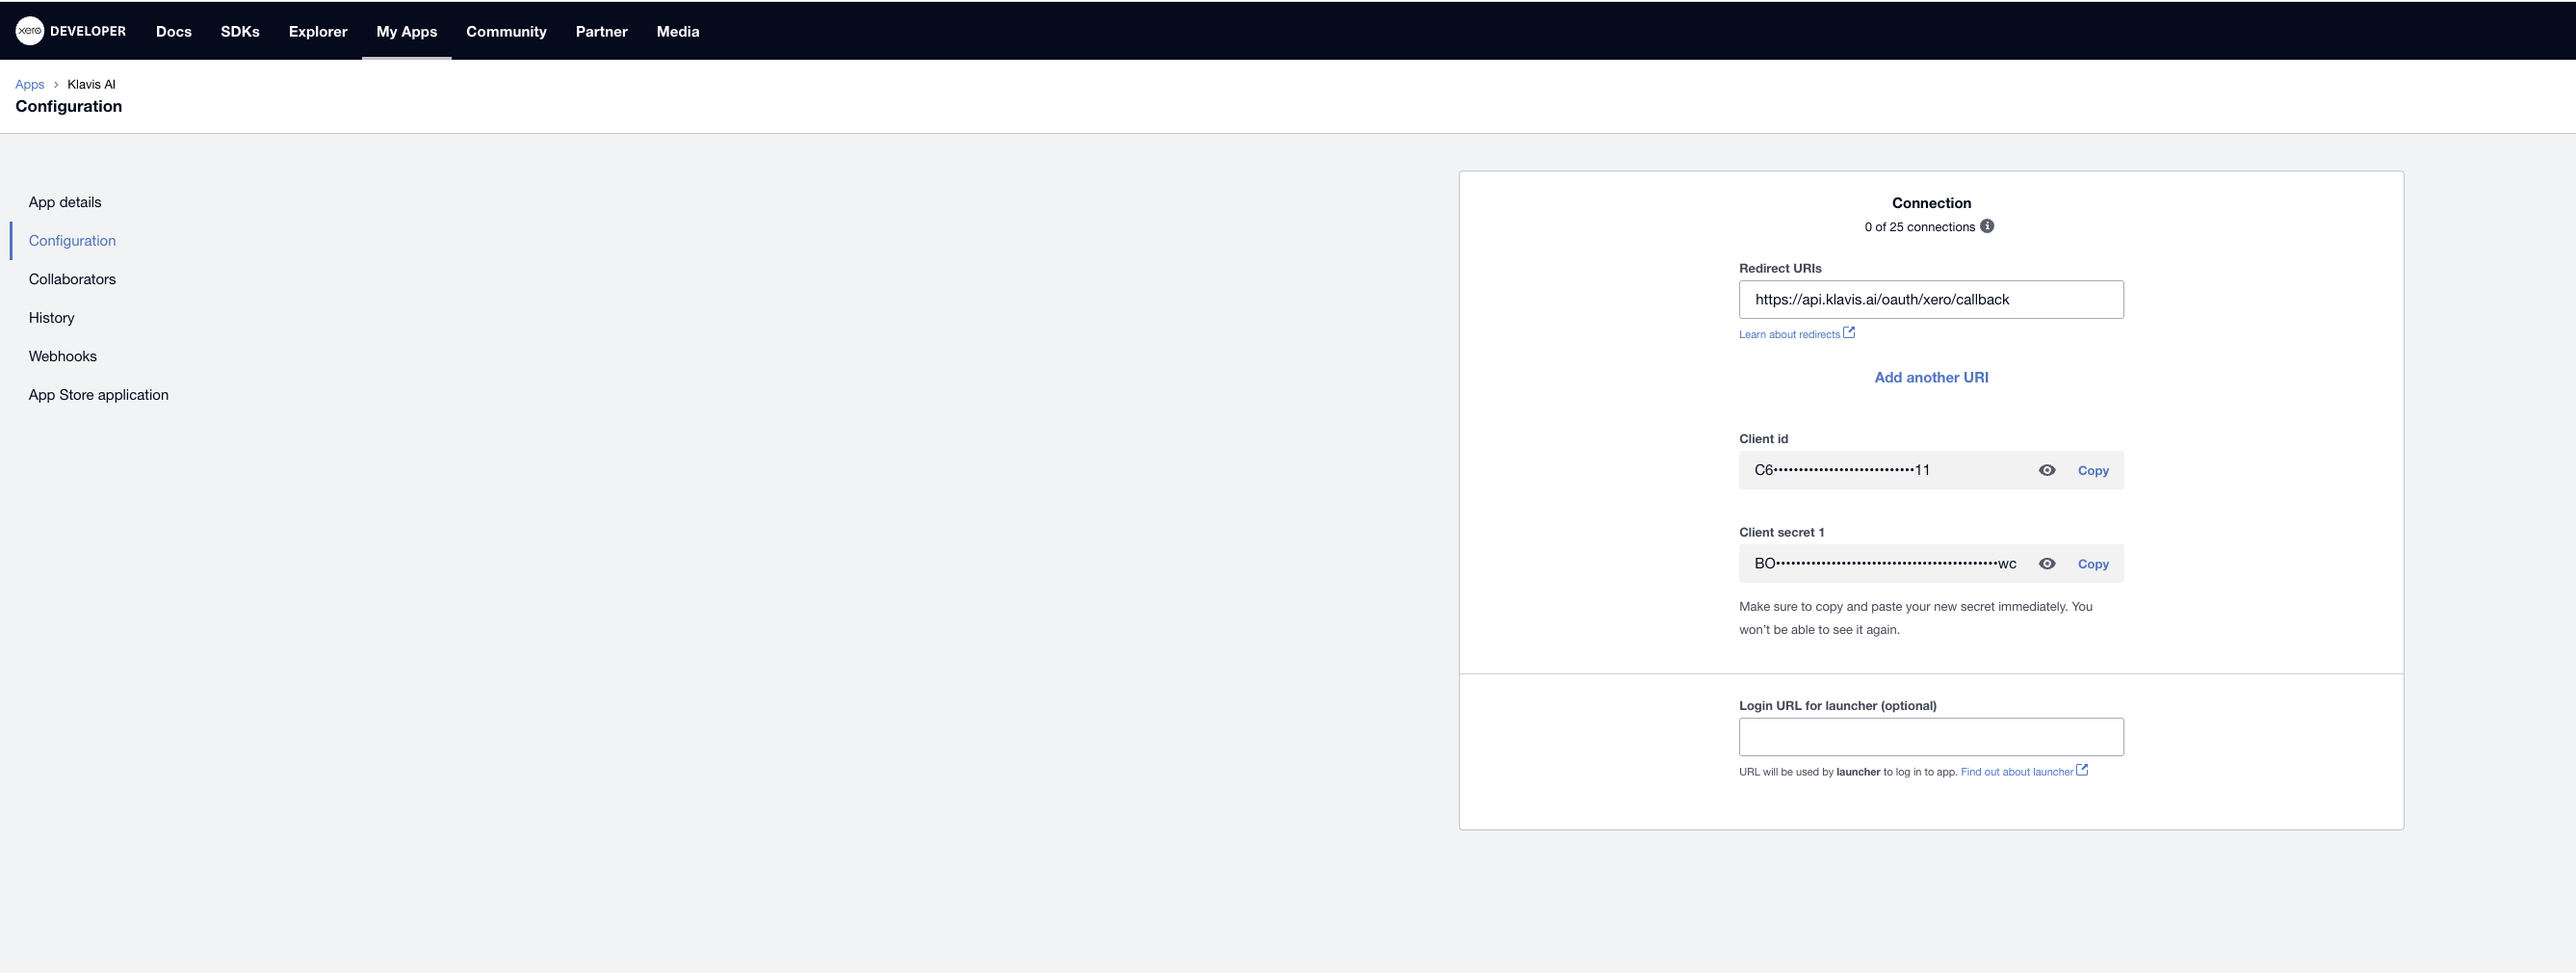 xero DEVELOPER Docs SDKs Explorer My Apps Community Partner Media
Apps › Klavis AI
Configuration
App details
Configuration
Collaborators
History
Webhooks
App Store application
Connection
0 of 25 connections
Redirect URIs
https://api.klavis.ai/oauth/xero/callback
Learn about redirects
Add another URI
Client id
C6••••••••••••••••••••••••••••11 Copy
Client secret 1
BO••••••••••••••••••••••••••••••••••••••••••••wc Copy
Make sure to copy and paste your new secret immediately. You
won't be able to see it again.
Login URL for launcher (optional)
URL will be used by launcher to log in to app. Find out about launcher